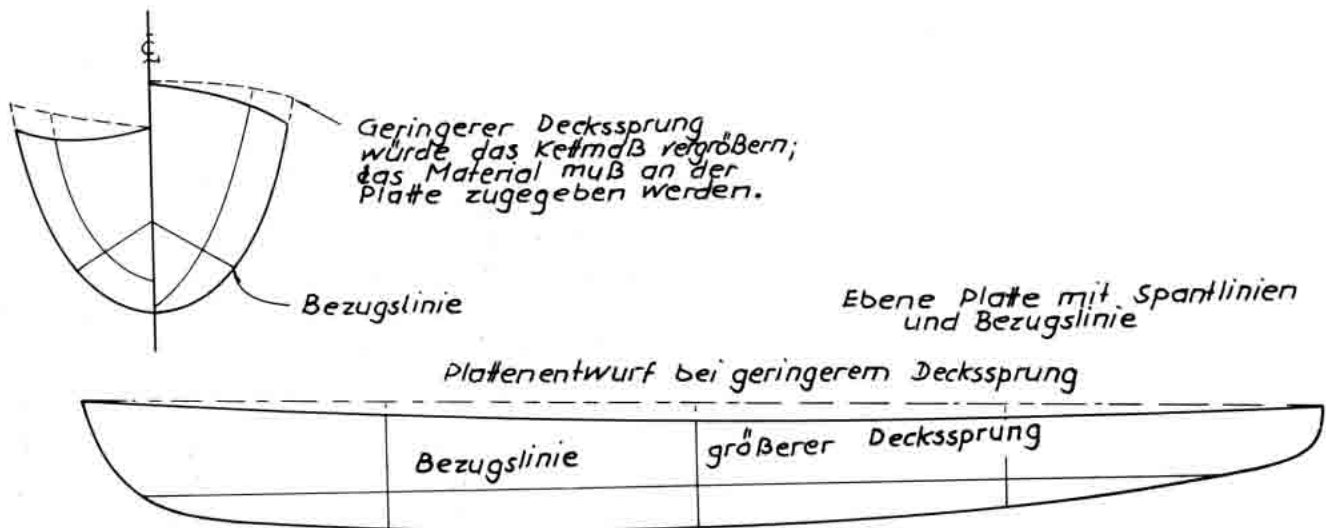 ℄
Geringerer Deckssprung
würde das Kettmaß vergrößern;
das Material muß an der
Platte zugegeben werden.
Bezugslinie
Ebene Platte mit Spantlinien
und Bezugslinie
Plattenentwurf bei geringerem Deckssprung
Bezugslinie
größerer Deckssprung